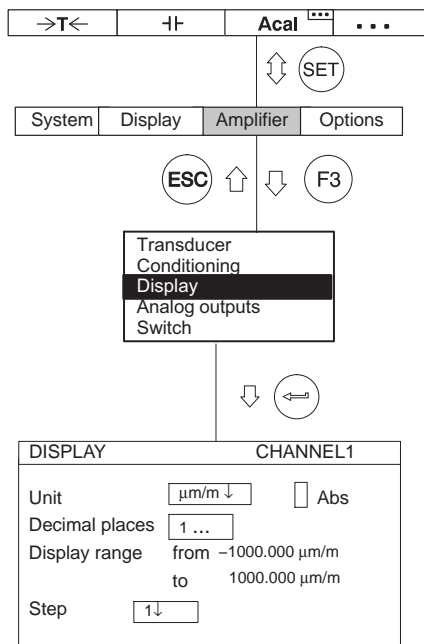 →T← ⊣⊢ Acal ... ...
SET
System Display Amplifier Options
ESC F3
Transducer
Conditioning
Display
Analog outputs
Switch
DISPLAY CHANNEL1
Unit μm/m ↓ Abs
Decimal places 1 ...
Display range from −1000.000 μm/m
to 1000.000 μm/m
Step 1↓